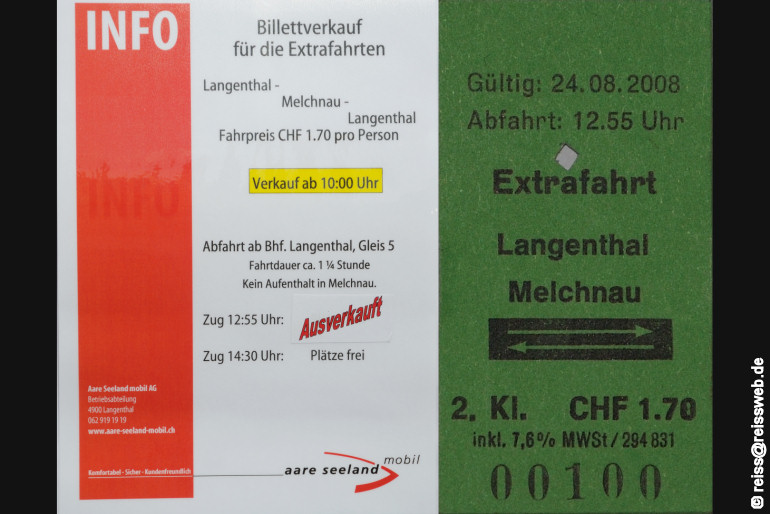 INFO
Billettverkauf
für die Extrafahrten
Langenthal -
Melchnau -
Langenthal
Fahrpreis CHF 1.70 pro Person
Verkauf ab 10:00 Uhr
Abfahrt ab Bhf. Langenthal, Gleis 5
Fahrtdauer ca. 1 ¼ Stunde
Kein Aufenthalt in Melchnau.
Zug 12:55 Uhr: Ausverkauft
Zug 14:30 Uhr: Plätze frei
Aare Seeland mobil AG
Betriebsabteilung
4900 Langenthal
062 919 19 19
www.aare-seeland-mobil.ch
Komfortabel - Sicher - Kundenfreundlich
aare seeland mobil
Gültig: 24.08.2008
Abfahrt: 12.55 Uhr
Extrafahrt
Langenthal
Melchnau
2. Kl. CHF 1.70
inkl. 7,6% MWSt / 294 831
00100
© reiss@reissweb.de